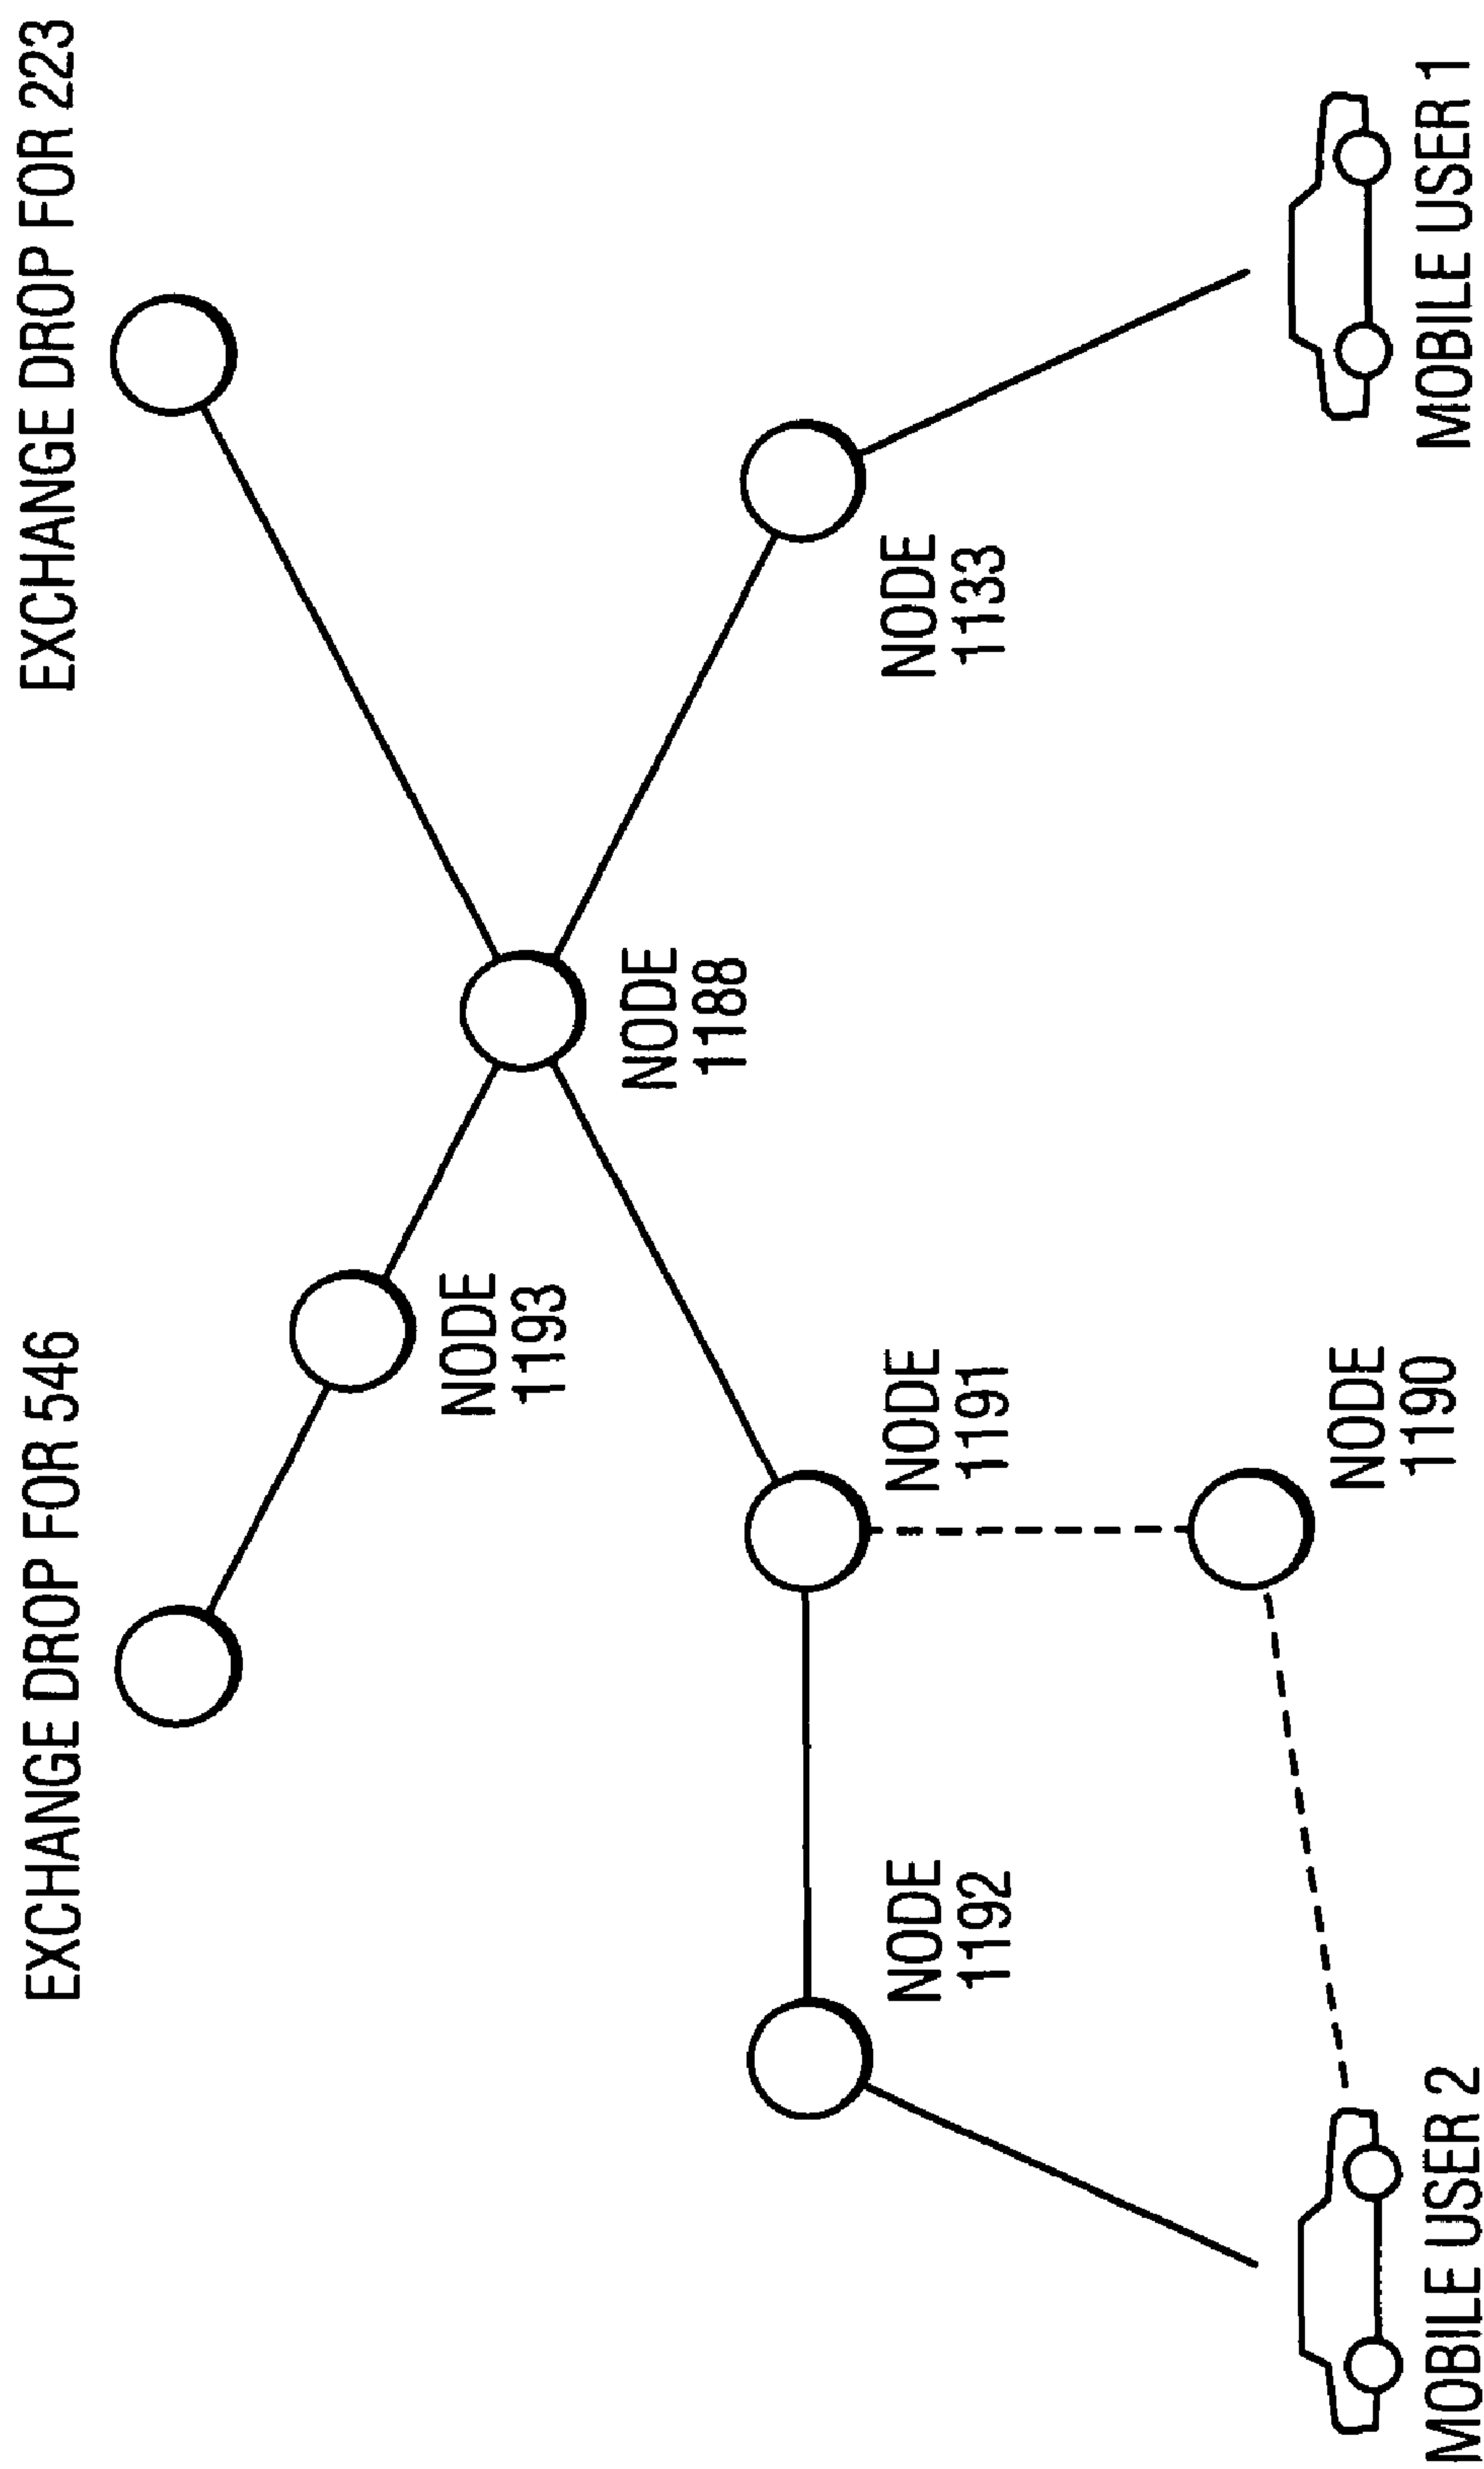 EXCHANGE DROP FOR 546
EXCHANGE DROP FOR 223
NODE
1193
NODE
1188
NODE
1192
NODE
1191
NODE
1133
NODE
1190
MOBILE USER 2
MOBILE USER 1